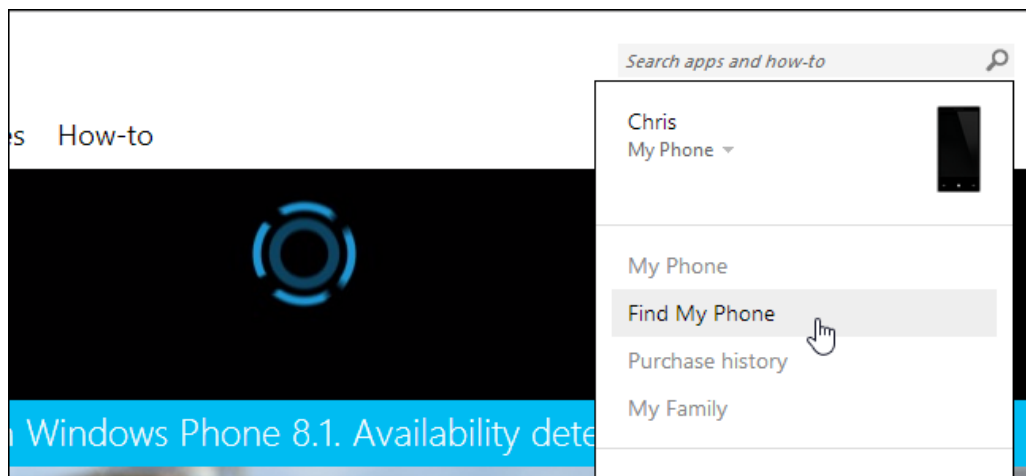 Search apps and how-to
How-to
Chris
My Phone
My Phone
Find My Phone
Purchase history
My Family
Windows Phone 8.1. Availability